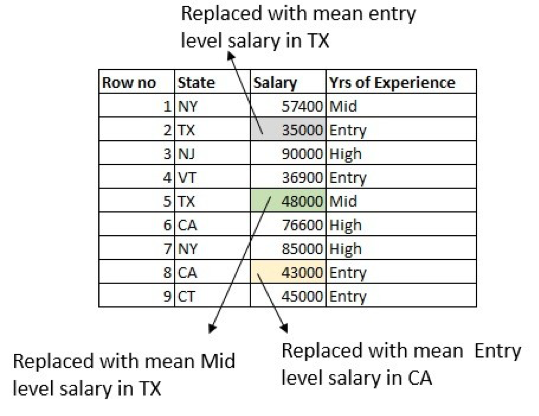 Replaced with mean entry
level salary in TX
Row no State Salary Yrs of Experience
1 NY 57400 Mid
2 TX 35000 Entry
3 NJ 90000 High
4 VT 36900 Entry
5 TX 48000 Mid
6 CA 76600 High
7 NY 85000 High
8 CA 43000 Entry
9 CT 45000 Entry
Replaced with mean Mid
level salary in TX
Replaced with mean Entry
level salary in CA